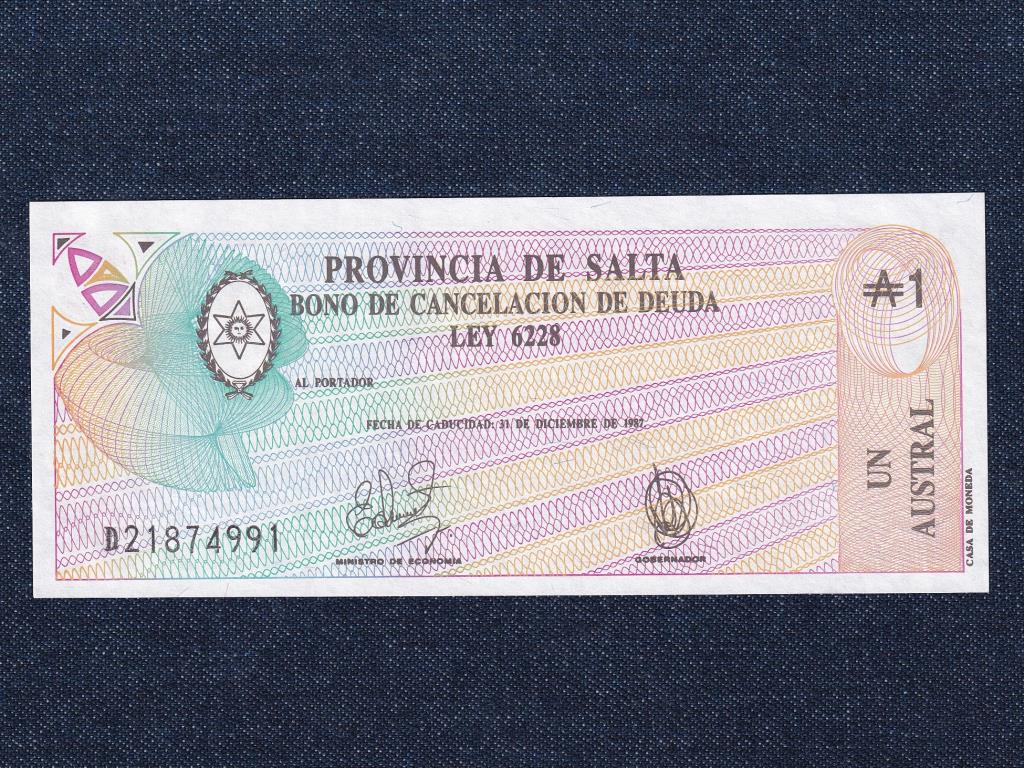 PROVINCIA DE SALTA
BONO DE CANCELACION DE DEUDA
LEY 6228
₳1
AL PORTADOR
FECHA DE CADUCIDAD: 31 DE DICIEMBRE DE 1987
UN
AUSTRAL
D21874991
MINISTRO DE ECONOMIA
GOBERNADOR
CASA DE MONEDA